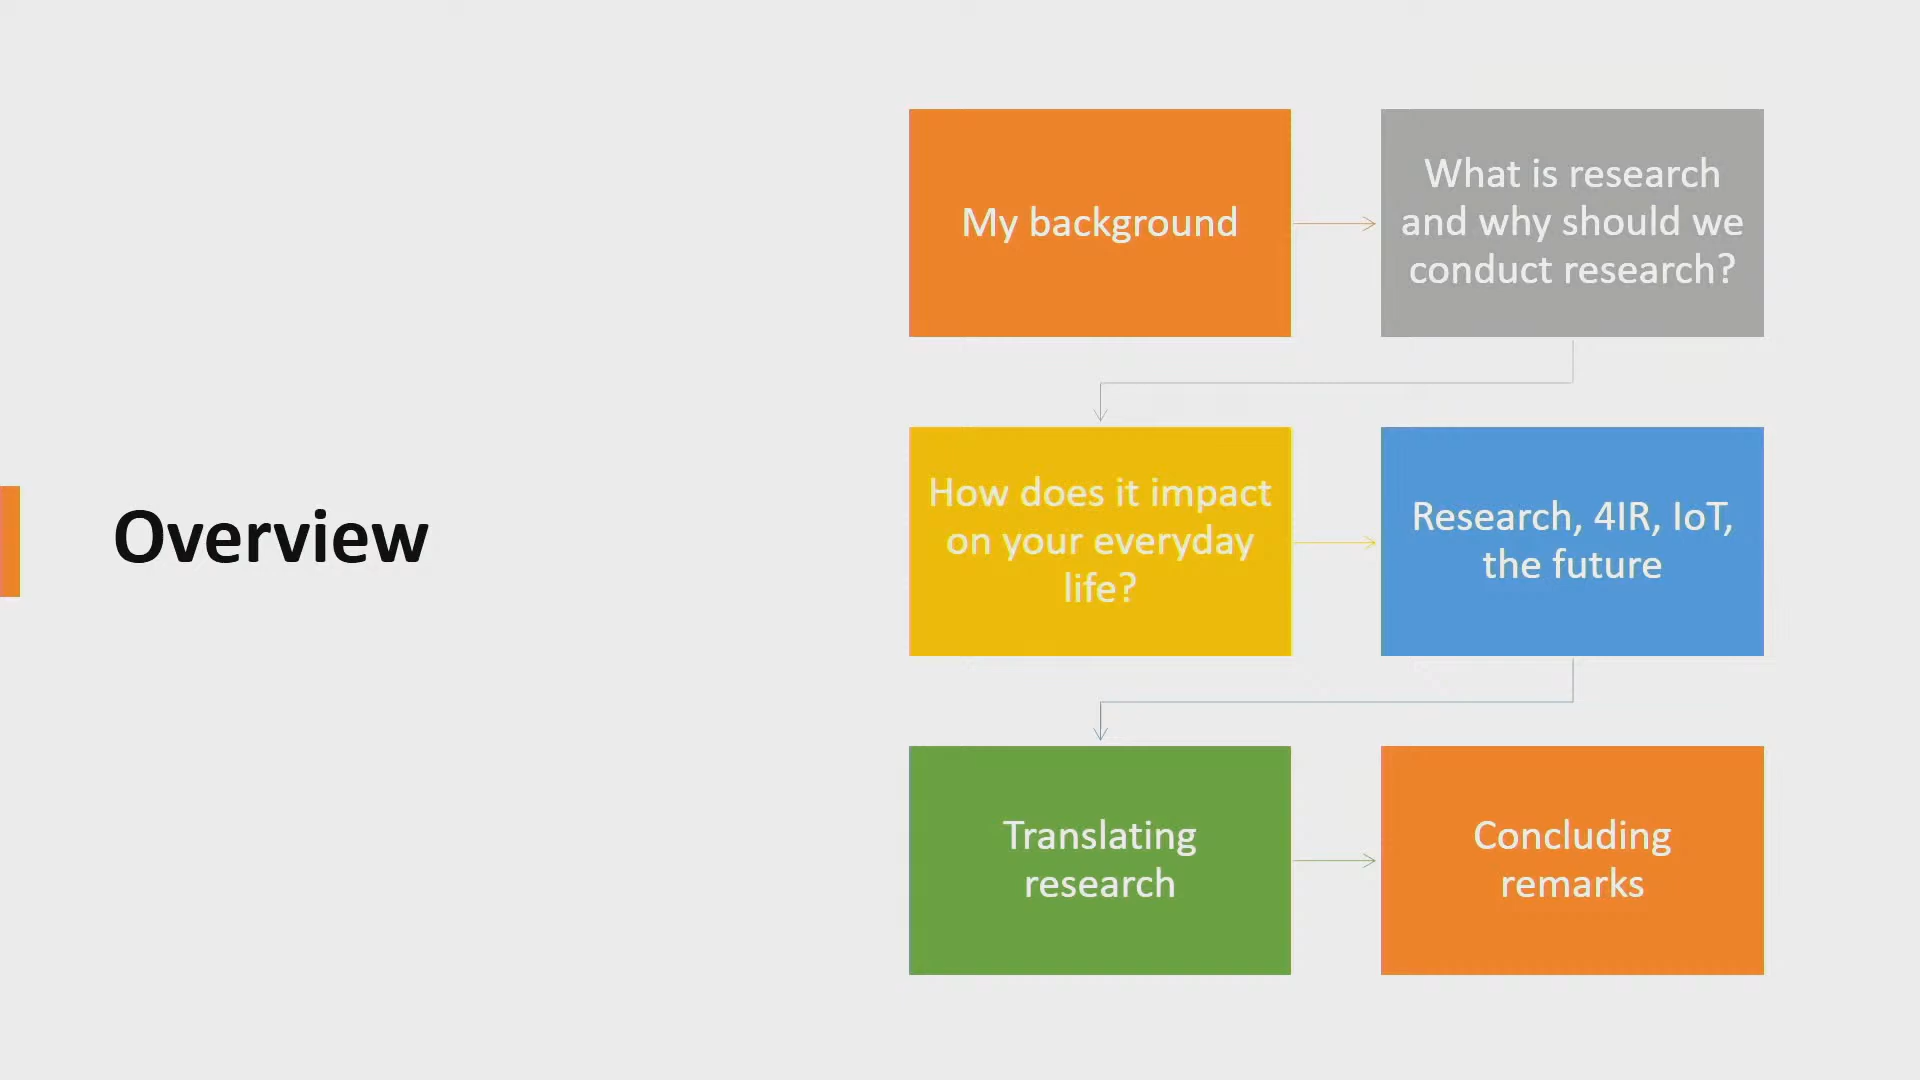 Overview
My background
What is research
and why should we
conduct research?
How does it impact
on your everyday
life?
Research, 4IR, IoT,
the future
Translating
research
Concluding
remarks